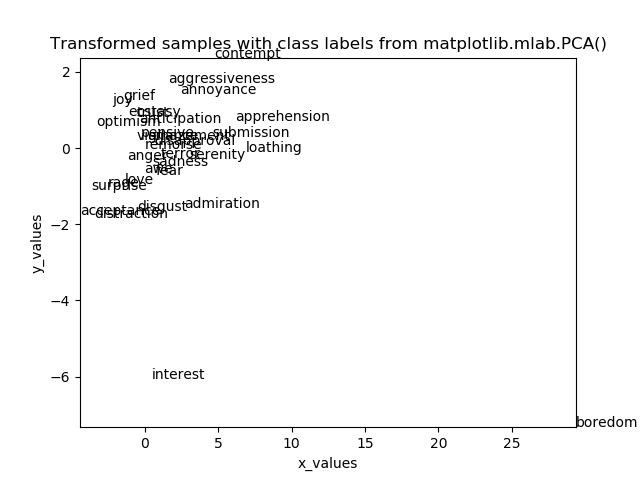 Transformed samples with class labels from matplotlib.mlab.PCA()
contempt
aggressiveness
annoyance
grief
joy
ecstasy
anticipation
apprehension
optimism
pensive
submission
disapproval
remorse
loathing
terror
serenity
anger
sadness
awe
fear
love
rage
surprise
admiration
disgust
acceptance
distraction
interest
boredom
2
0
−2
−4
−6
0
5
10
15
20
25
y_values
x_values